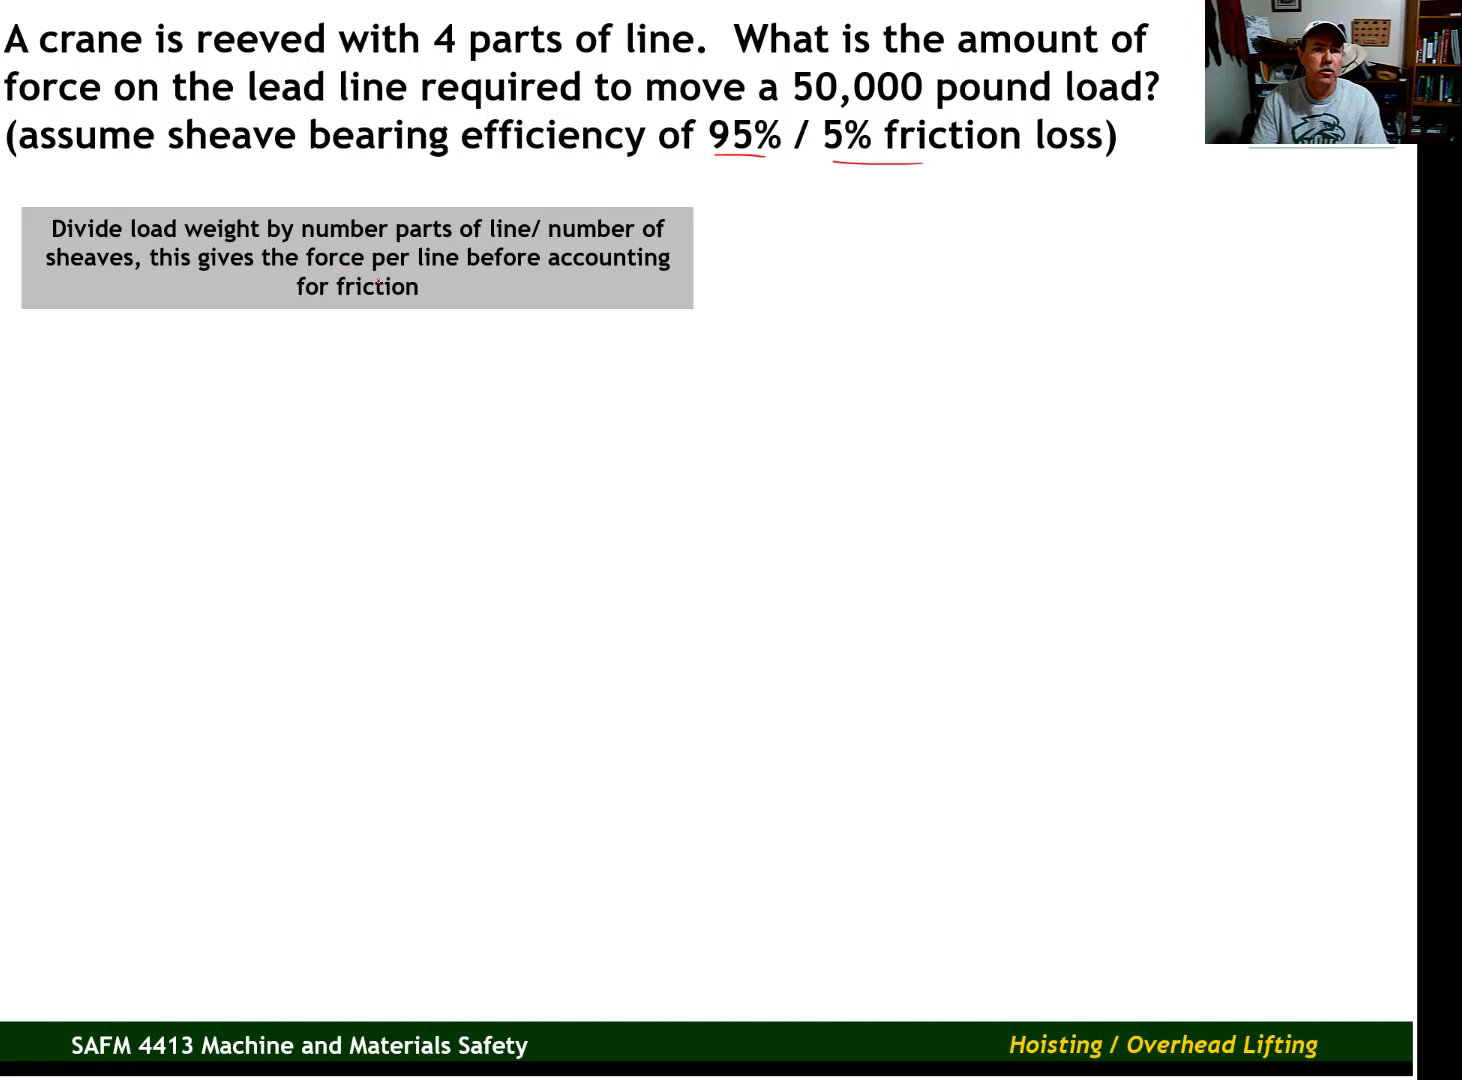 A crane is reeved with 4 parts of line. What is the amount of
force on the lead line required to move a 50,000 pound load?
(assume sheave bearing efficiency of 95% / 5% friction loss)
Divide load weight by number parts of line/ number of
sheaves, this gives the force per line before accounting
for friction
SAFM 4413 Machine and Materials Safety
Hoisting / Overhead Lifting